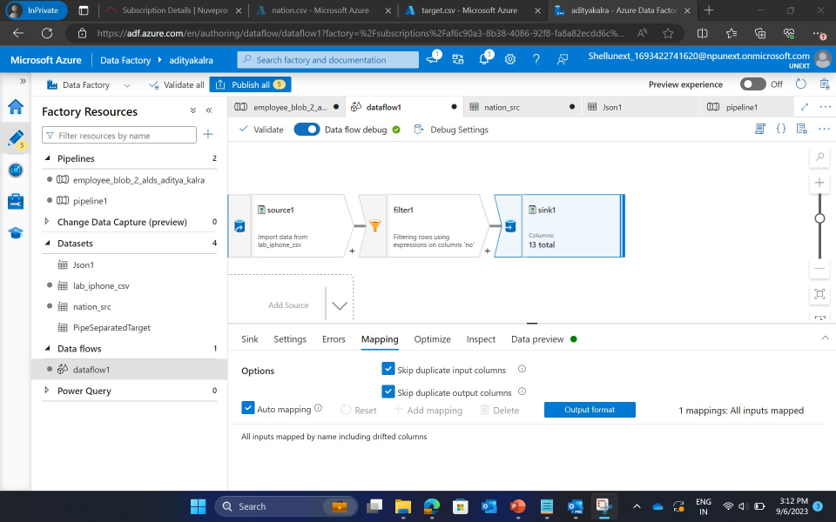 InPrivate
Subscription Details | Nuvepro
nation.csv - Microsoft Azure
target.csv - Microsoft Azure
adityakalra - Azure Data Factor
https://adf.azure.com/en/authoring/dataflow/dataflow1?factory=%2Fsubscriptions%2Faf6c90a3-8b38-4086-92f8-fa8a82ecdd6c%...
Microsoft Azure
Data Factory
adityakalra
Search factory and documentation
1
3
Shellunext_1693422741620@npunext.onmicrosoft.com
UNEXT
Data Factory
Validate all
Publish all
5
Preview experience
Off
Factory Resources
Filter resources by name
5
Pipelines
2
employee_blob_2_alds_aditya_kalra
pipeline1
Change Data Capture (preview)
0
Datasets
4
Json1
lab_iphone_csv
nation_src
PipeSeparatedTarget
Data flows
1
dataflow1
Power Query
0
employee_blob_2_a...
dataflow1
nation_src
Json1
pipeline1
Validate
Data flow debug
Debug Settings
source1
Import data from
lab_iphone_csv
filter1
Filtering rows using
expressions on columns 'no'
sink1
Columns:
13 total
Add Source
Sink
Settings
Errors
Mapping
Optimize
Inspect
Data preview
Options
Skip duplicate input columns
Skip duplicate output columns
Auto mapping
Reset
Add mapping
Delete
Output format
1 mappings: All inputs mapped
All inputs mapped by name including drifted columns
Search
ENG
IN
3:12 PM
9/6/2023
3